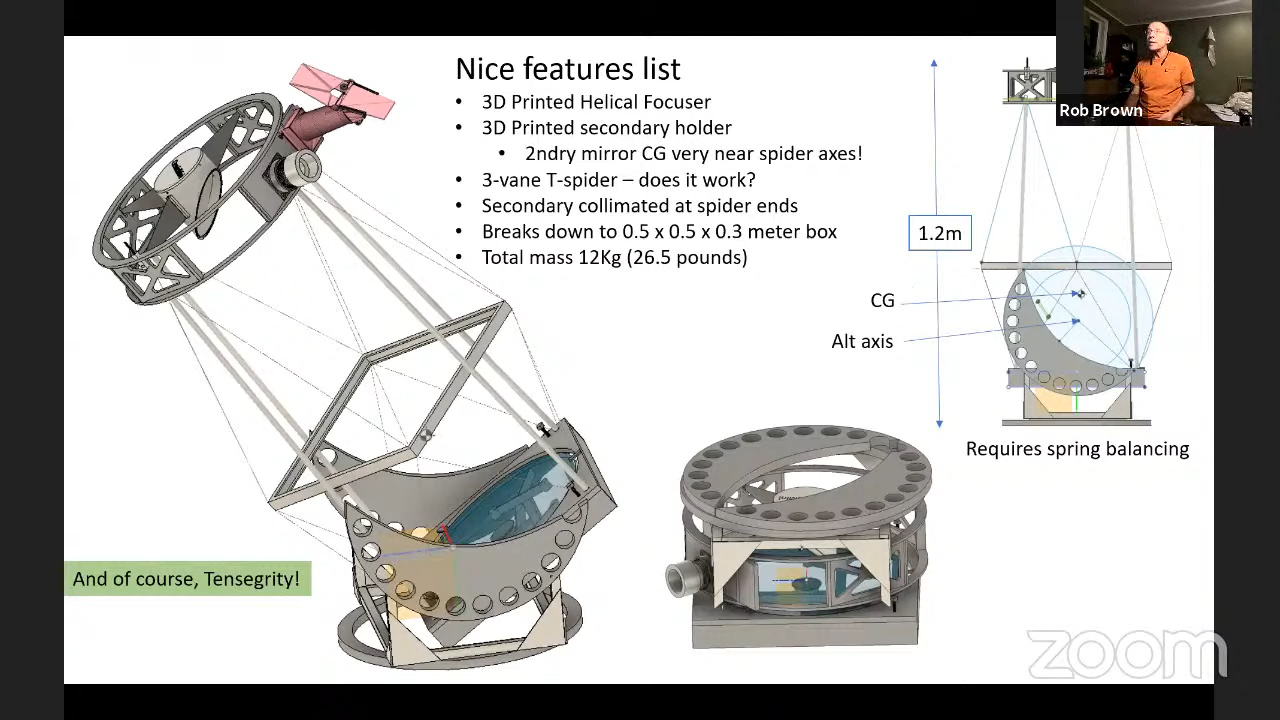 Nice features list
• 3D Printed Helical Focuser
• 3D Printed secondary holder
• 2ndry mirror CG very near spider axes!
• 3-vane T-spider – does it work?
• Secondary collimated at spider ends
• Breaks down to 0.5 x 0.5 x 0.3 meter box
• Total mass 12Kg (26.5 pounds)
Rob Brown
1.2m
CG
Alt axis
Requires spring balancing
And of course, Tensegrity!
zoom